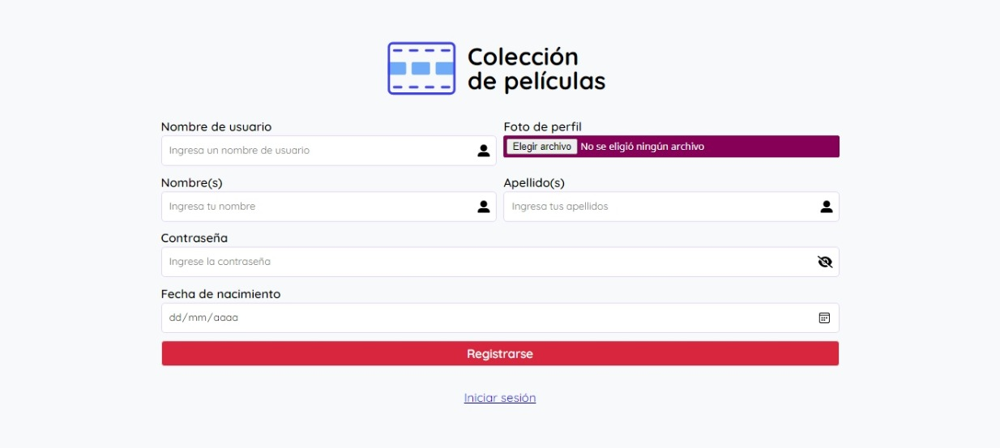 Colección
de películas
Nombre de usuario
Ingresa un nombre de usuario
Foto de perfil
Elegir archivo No se eligió ningún archivo
Nombre(s)
Ingresa tu nombre
Apellido(s)
Ingresa tus apellidos
Contraseña
Ingrese la contraseña
Fecha de nacimiento
dd/mm/aaaa
Registrarse
Iniciar sesión